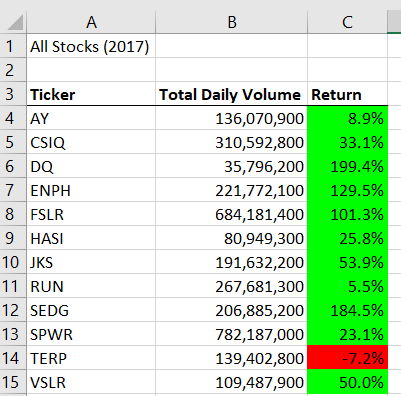 A B C
1 All Stocks (2017)
2
3 Ticker Total Daily Volume Return
4 AY 136,070,900 8.9%
5 CSIQ 310,592,800 33.1%
6 DQ 35,796,200 199.4%
7 ENPH 221,772,100 129.5%
8 FSLR 684,181,400 101.3%
9 HASI 80,949,300 25.8%
10 JKS 191,632,200 53.9%
11 RUN 267,681,300 5.5%
12 SEDG 206,885,200 184.5%
13 SPWR 782,187,000 23.1%
14 TERP 139,402,800 -7.2%
15 VSLR 109,487,900 50.0%